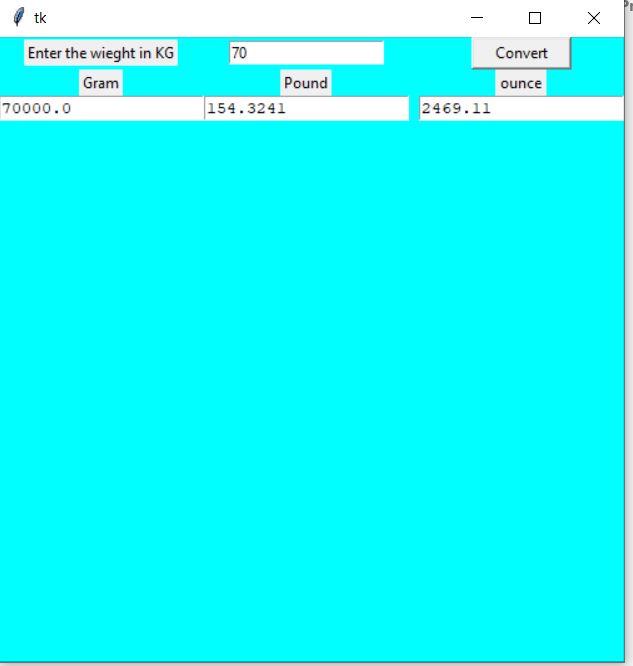 tk
Enter the wieght in KG 70 Convert
Gram Pound ounce
70000.0 154.3241 2469.11